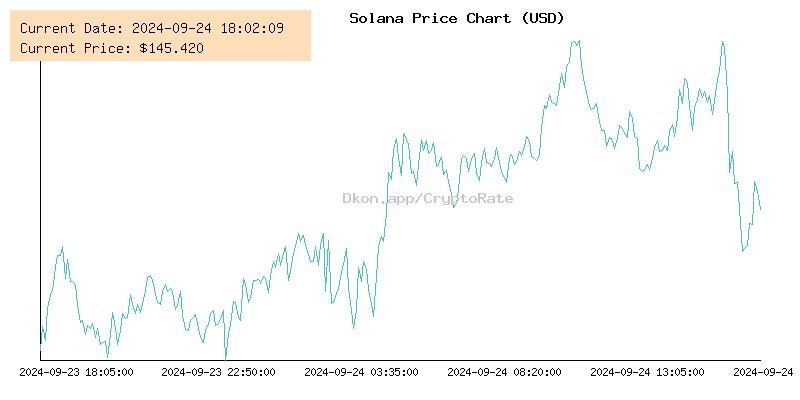 Solana Price Chart (USD)
Current Date: 2024-09-24 18:02:09
Current Price: $145.420
Dkon.app/CryptoRate
2024-09-23 18:05:00
2024-09-23 22:50:00
2024-09-24 03:35:00
2024-09-24 08:20:00
2024-09-24 13:05:00
2024-09-24